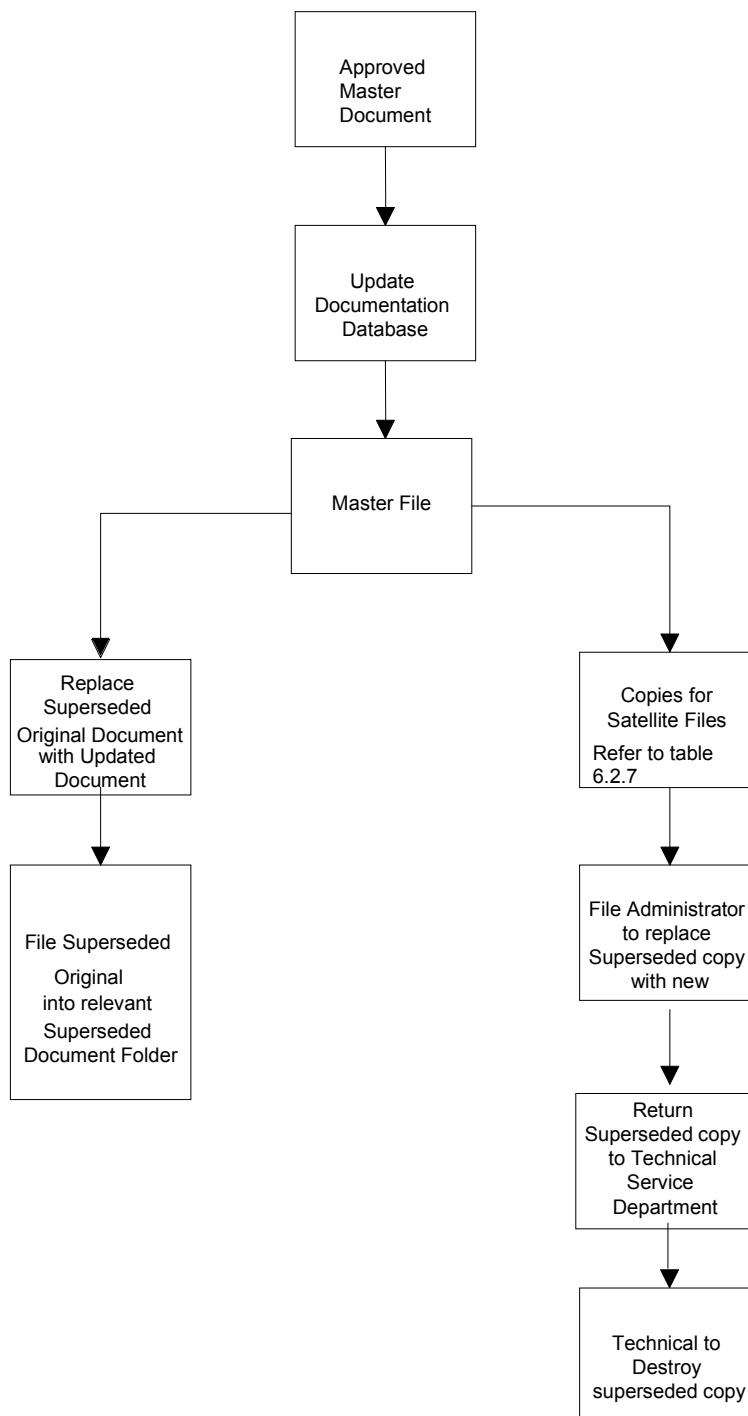 Approved
Master
Document
Update
Documentation
Database
Master File
Replace
Superseded
Original Document
with Updated
Document
File Superseded
Original
into relevant
Superseded
Document Folder
Copies for
Satellite Files
Refer to table
6.2.7
File Administrator
to replace
Superseded copy
with new
Return
Superseded copy
to Technical
Service
Department
Technical to
Destroy
superseded copy